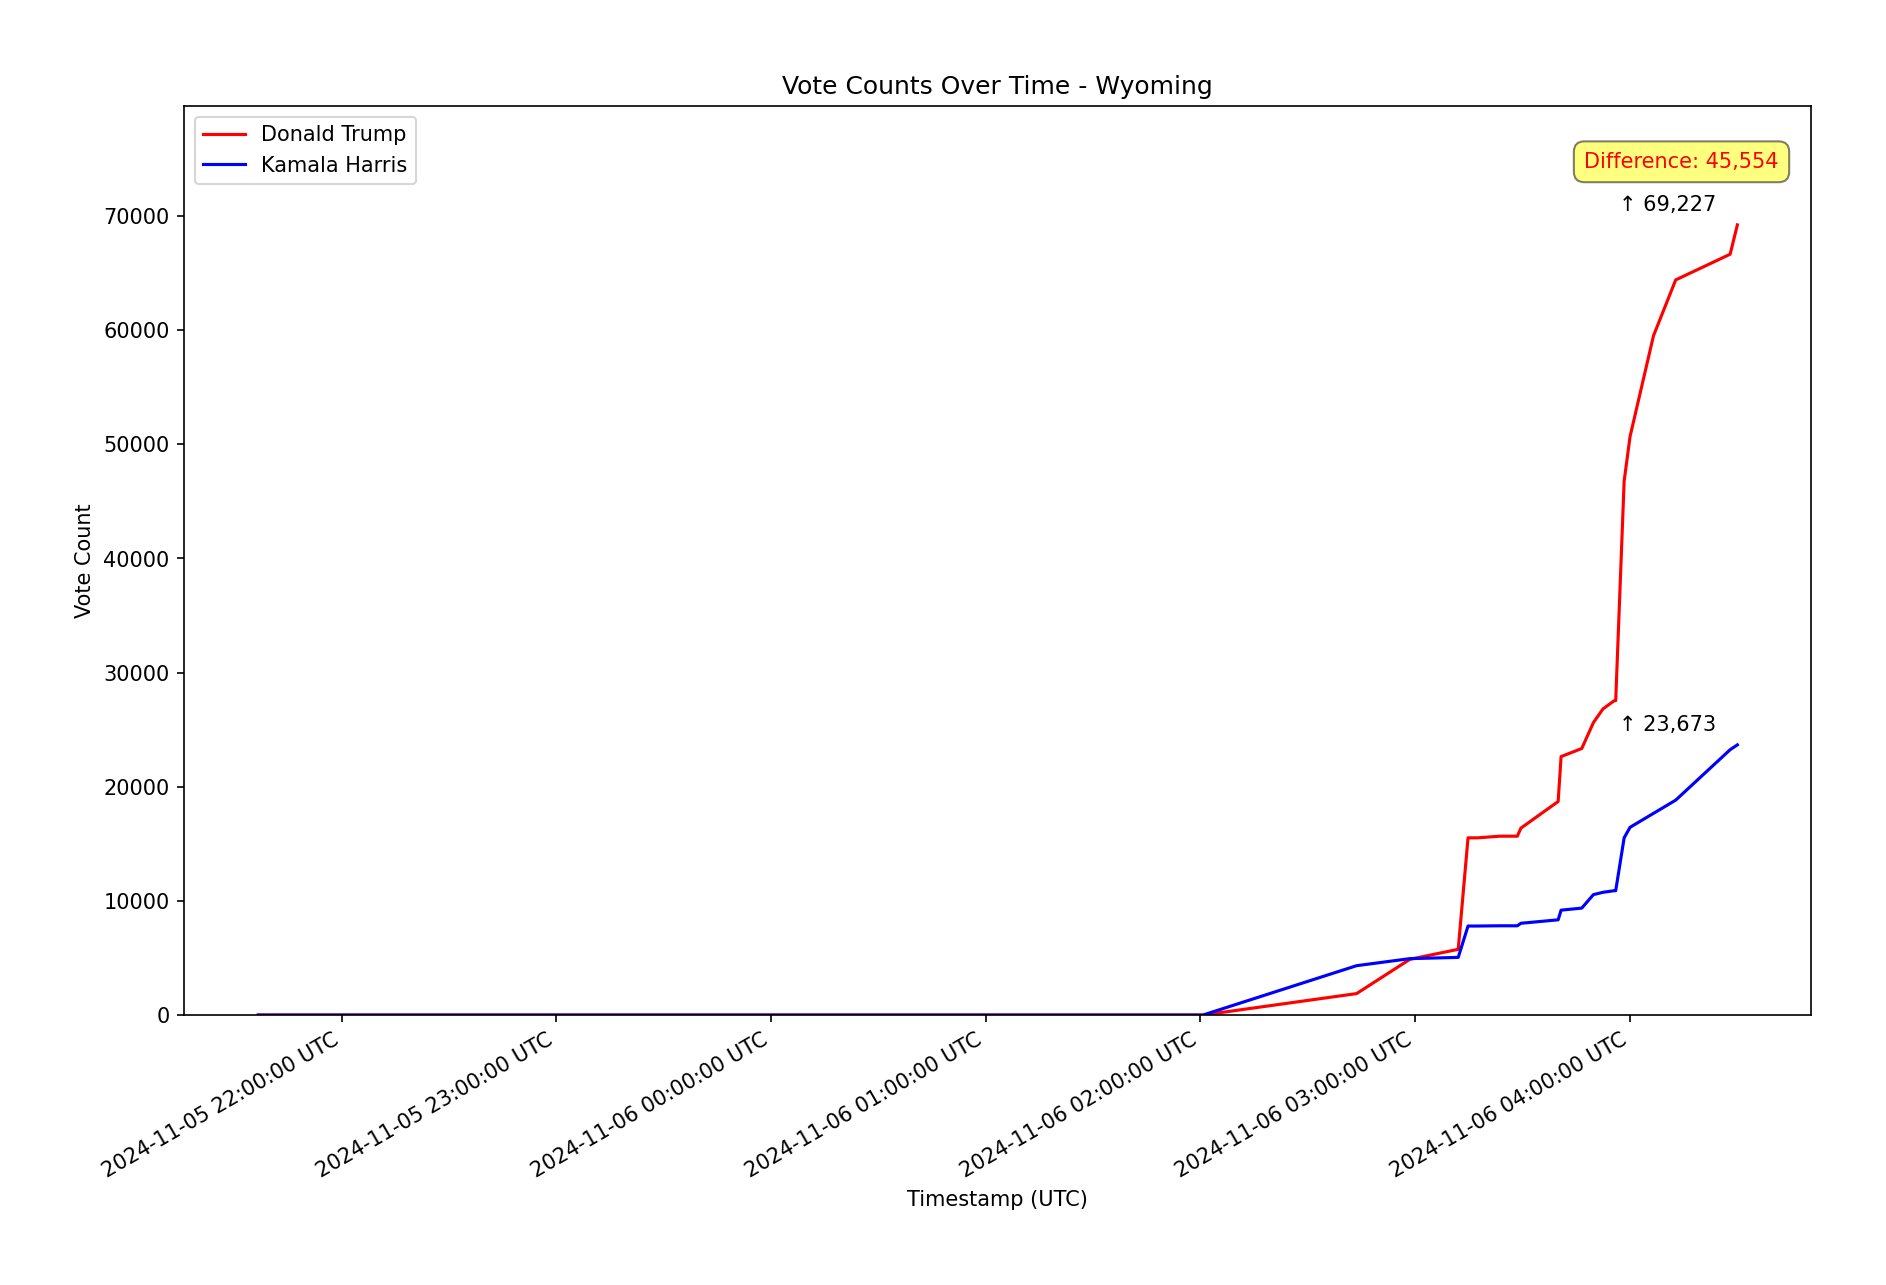 Vote Counts Over Time - Wyoming
Donald Trump
Kamala Harris
Difference: 45,554
↑ 69,227
↑ 23,673
Vote Count
70000
60000
50000
40000
30000
20000
10000
0
2024-11-05 22:00:00 UTC
2024-11-05 23:00:00 UTC
2024-11-06 00:00:00 UTC
2024-11-06 01:00:00 UTC
2024-11-06 02:00:00 UTC
2024-11-06 03:00:00 UTC
2024-11-06 04:00:00 UTC
Timestamp (UTC)